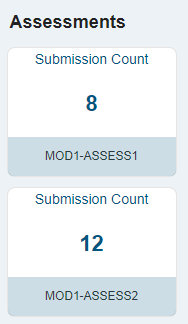 Assessments
Submission Count
8
MOD1-ASSESS1
Submission Count
12
MOD1-ASSESS2